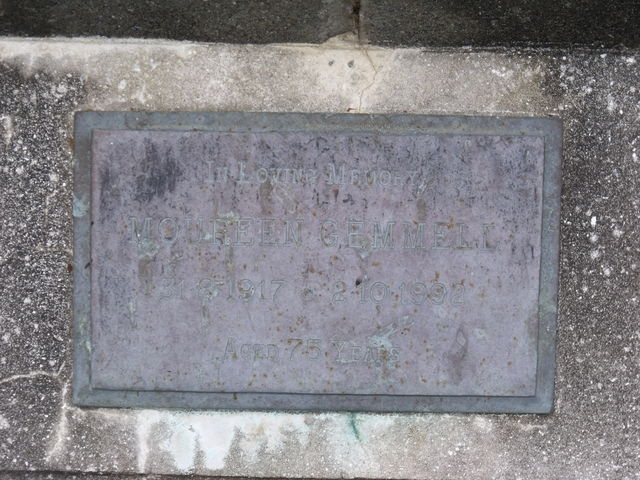 In Loving Memory
Moureen Gemmell
31·8·1917 - 2·10·1992
Aged 75 Years